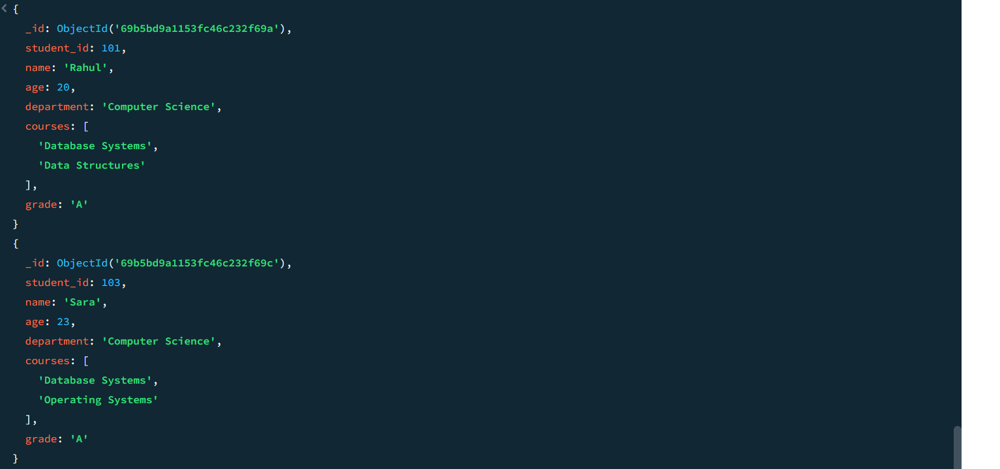 {
_id: ObjectId('69b5bd9a1153fc46c232f69a'),
student_id: 101,
name: 'Rahul',
age: 20,
department: 'Computer Science',
courses: [
'Database Systems',
'Data Structures'
],
grade: 'A'
}
{
_id: ObjectId('69b5bd9a1153fc46c232f69c'),
student_id: 103,
name: 'Sara',
age: 23,
department: 'Computer Science',
courses: [
'Database Systems',
'Operating Systems'
],
grade: 'A'
}